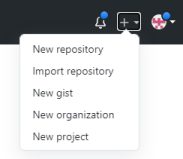 New repository
Import repository
New gist
New organization
New project